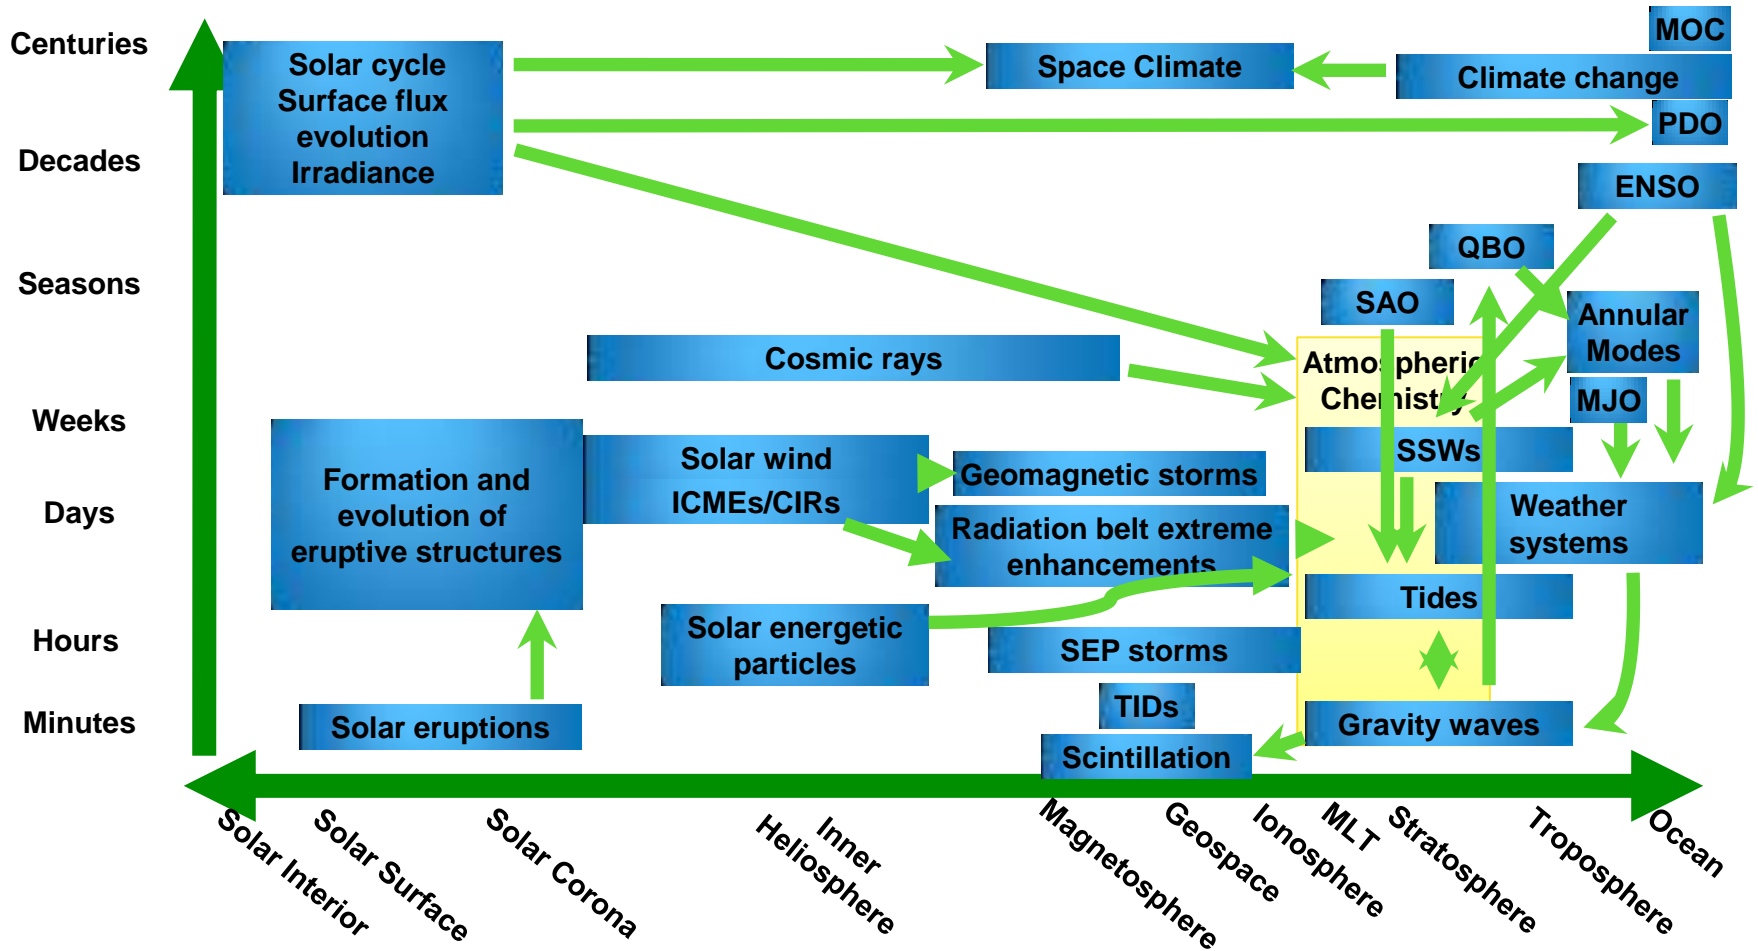 Centuries
Decades
Seasons
Weeks
Days
Hours
Minutes
Solar cycle
Surface flux
evolution
Irradiance
Space Climate
MOC
Climate change
PDO
ENSO
QBO
SAO
Annular
Modes
MJO
Cosmic rays
Atmospheric
Chemistry
SSWs
Formation and
evolution of
eruptive structures
Solar wind
ICMEs/CIRs
Geomagnetic storms
Radiation belt extreme
enhancements
Weather
systems
Tides
Solar energetic
particles
SEP storms
TIDs
Solar eruptions
Scintillation
Gravity waves
Solar Interior
Solar Surface
Solar Corona
Inner
Heliosphere
Magnetosphere
Geospace
Ionosphere
MLT
Stratosphere
Troposphere
Ocean